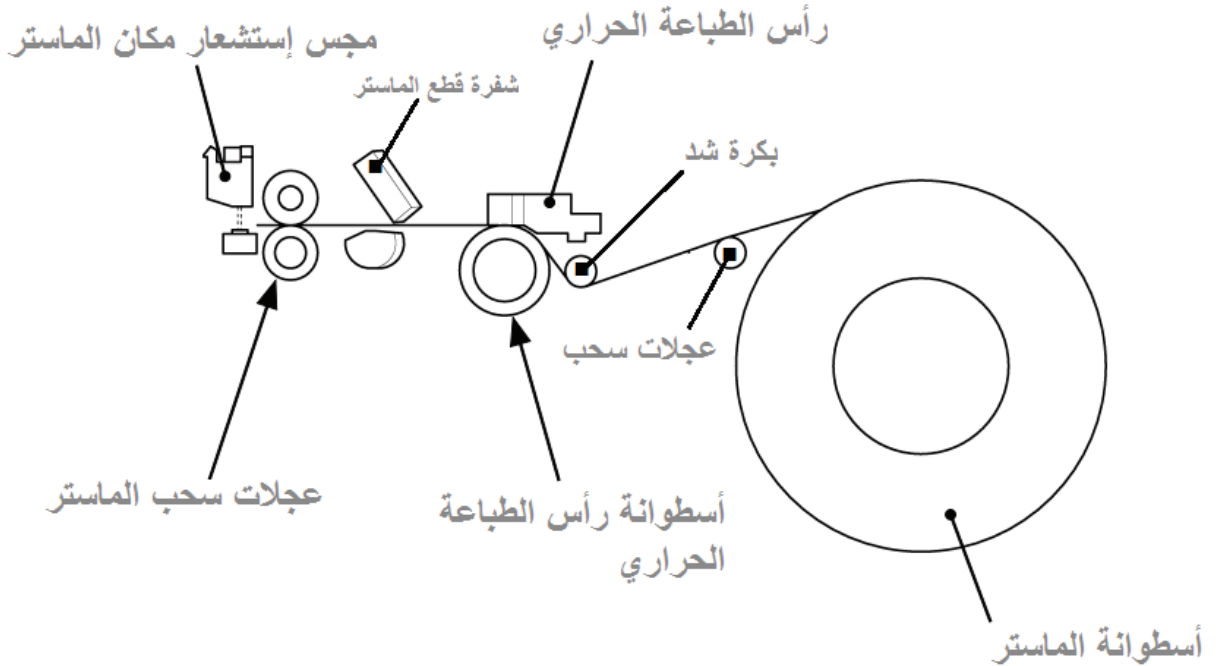 رأس الطباعة الحراري
مجس إستشعار مكان الماستر
شفرة قطع الماستر
بكرة شد
عجلات سحب
عجلات سحب الماستر
أسطوانة رأس الطباعة
الحراري
أسطوانة الماستر